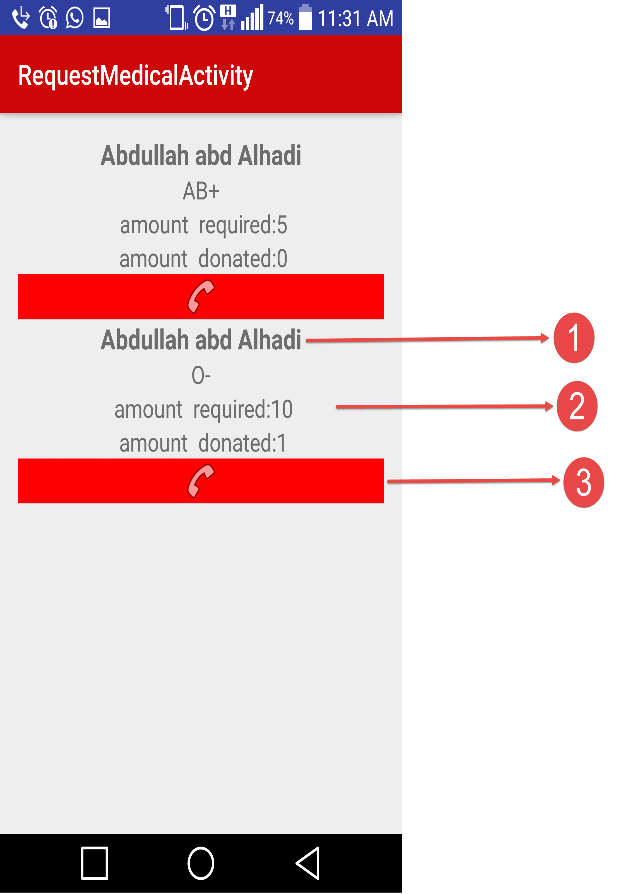 H 74% 11:31 AM
RequestMedicalActivity
Abdullah abd Alhadi
AB+
amount required:5
amount donated:0
Abdullah abd Alhadi
1
O-
amount required:10
2
amount donated:1
3